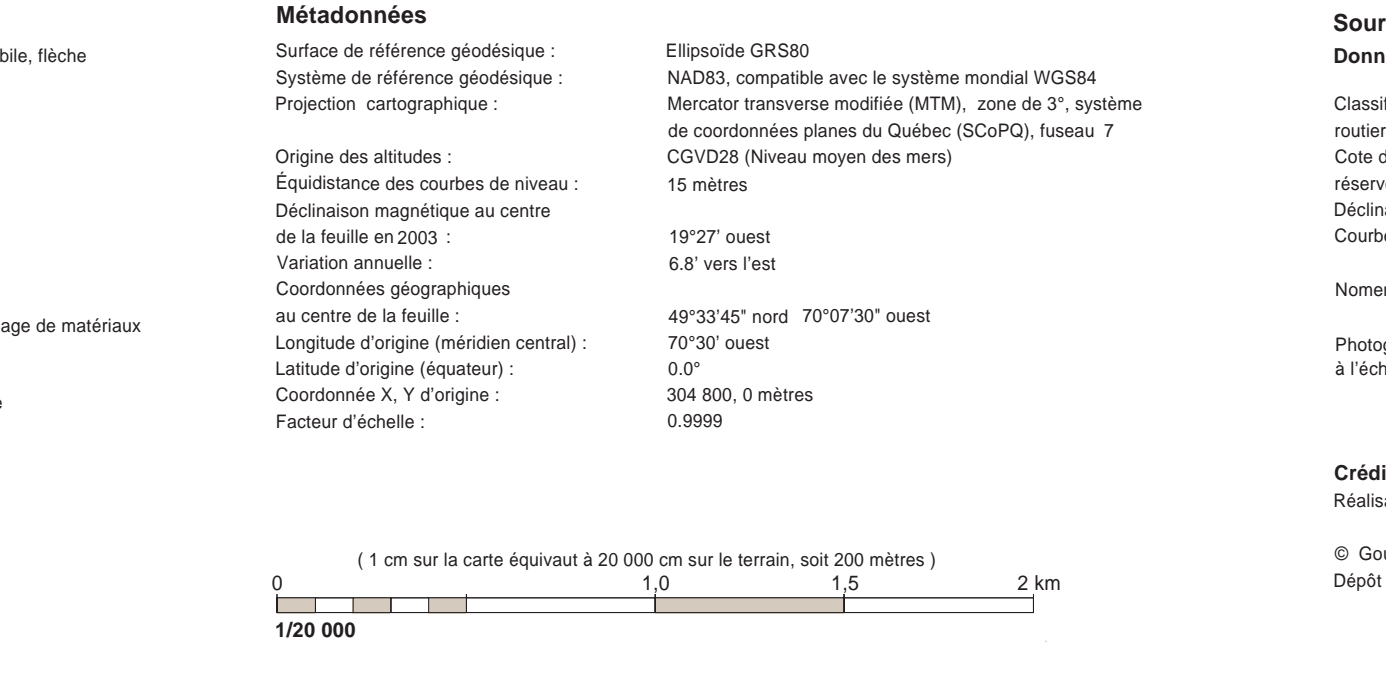 bile, flèche
age de matériaux
Métadonnées
Surface de référence géodésique : Ellipsoïde GRS80
Système de référence géodésique : NAD83, compatible avec le système mondial WGS84
Projection cartographique : Mercator transverse modifiée (MTM), zone de 3°, système
de coordonnées planes du Québec (SCoPQ), fuseau 7
Origine des altitudes : CGVD28 (Niveau moyen des mers)
Équidistance des courbes de niveau : 15 mètres
Déclinaison magnétique au centre
de la feuille en 2003 : 19°27' ouest
Variation annuelle : 6.8' vers l'est
Coordonnées géographiques
au centre de la feuille : 49°33'45" nord 70°07'30" ouest
Longitude d'origine (méridien central) : 70°30' ouest
Latitude d'origine (équateur) : 0.0°
Coordonnée X, Y d'origine : 304 800, 0 mètres
Facteur d'échelle : 0.9999
( 1 cm sur la carte équivaut à 20 000 cm sur le terrain, soit 200 mètres )
0 1,0 1,5 2 km
1/20 000
Sour
Donn
Classif
routier
Cote d
réserv
Déclin
Courb
Nomen
Photog
à l'éch
Crédi
Réalis
© Gou
Dépôt